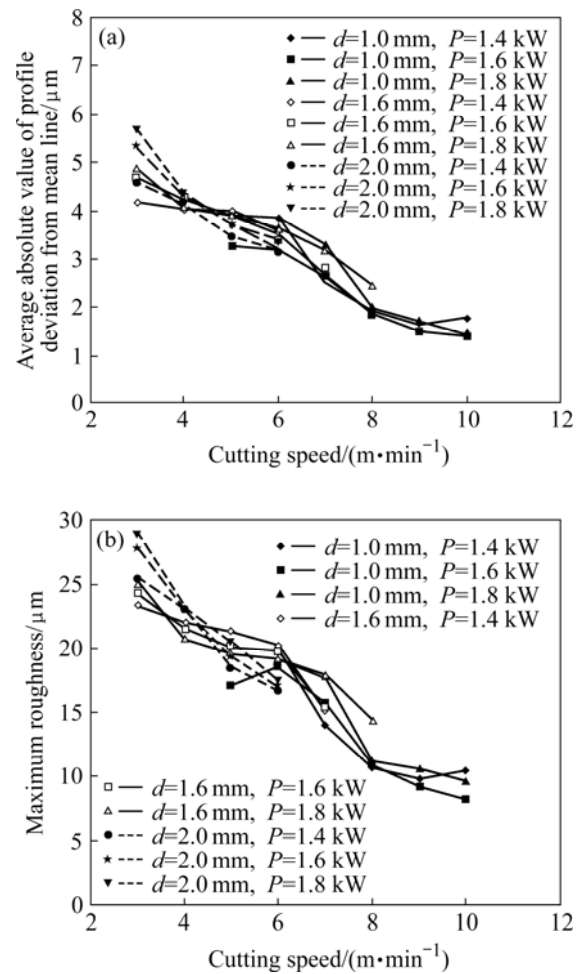 (a)
d=1.0 mm, P=1.4 kW
d=1.0 mm, P=1.6 kW
d=1.0 mm, P=1.8 kW
d=1.6 mm, P=1.4 kW
d=1.6 mm, P=1.6 kW
d=1.6 mm, P=1.8 kW
d=2.0 mm, P=1.4 kW
d=2.0 mm, P=1.6 kW
d=2.0 mm, P=1.8 kW
Average absolute value of profile
deviation from mean line/μm
8
7
6
5
4
3
2
1
0
2 4 6 8 10 12
Cutting speed/(m·min⁻¹)
(b)
d=1.0 mm, P=1.4 kW
d=1.0 mm, P=1.6 kW
d=1.0 mm, P=1.8 kW
d=1.6 mm, P=1.4 kW
d=1.6 mm, P=1.6 kW
d=1.6 mm, P=1.8 kW
d=2.0 mm, P=1.4 kW
d=2.0 mm, P=1.6 kW
d=2.0 mm, P=1.8 kW
Maximum roughness/μm
30
25
20
15
10
5
0
2 4 6 8 10 12
Cutting speed/(m·min⁻¹)